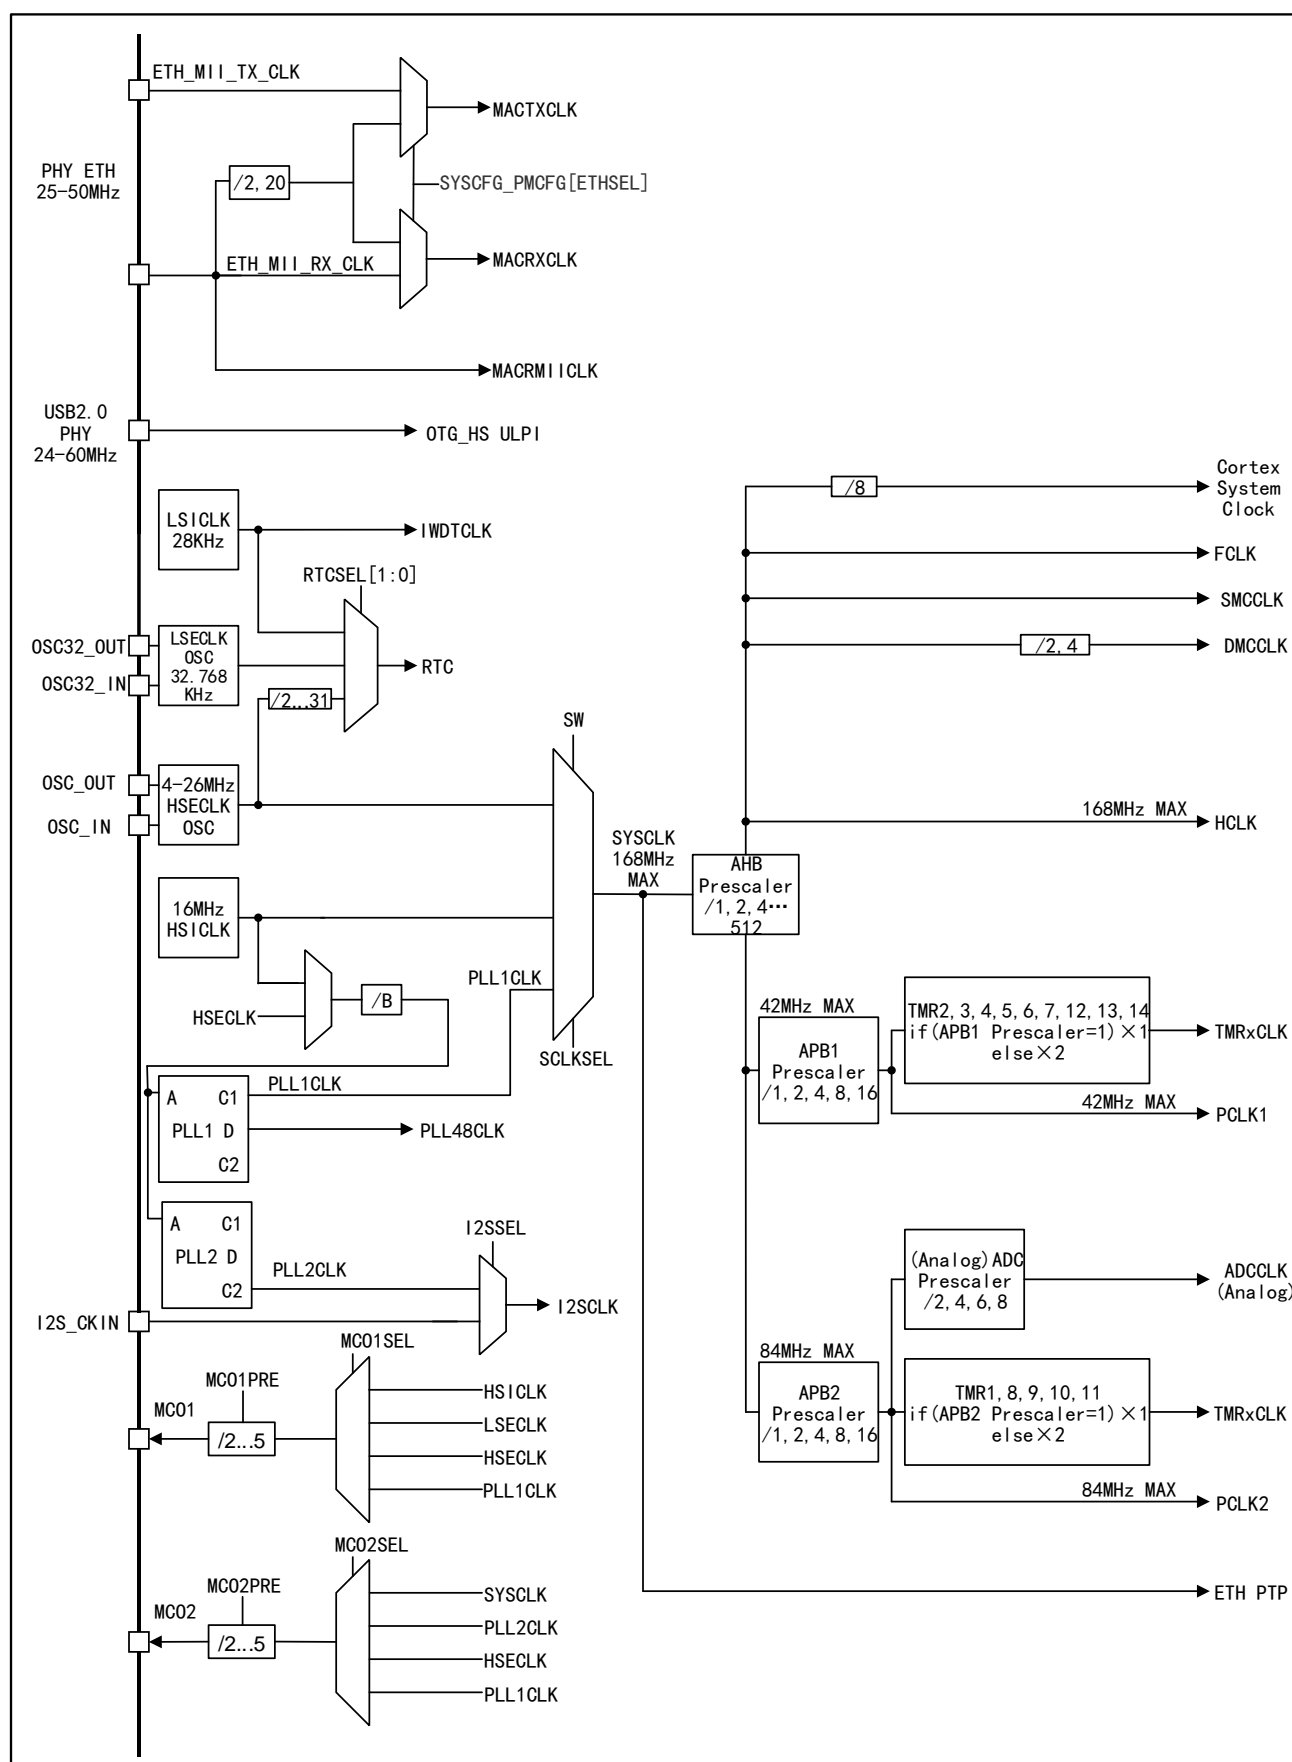 ETH_MII_TX_CLK
MACTXCLK
PHY ETH
25-50MHz
/2,20
SYSCFG_PMCFG[ETHSEL]
ETH_MII_RX_CLK
MACRXCLK
MACRMIICLK
USB2.0
PHY
24-60MHz
OTG_HS ULPI
LSICLK
28KHz
IWDTCLK
RTCSEL[1:0]
OSC32_OUT
OSC32_IN
LSECLK
OSC
32.768
KHz
RTC
/2...31
OSC_OUT
OSC_IN
4-26MHz
HSECLK
OSC
16MHz
HSICLK
HSECLK
/B
SW
PLL1CLK
SCLKSEL
SYSCLK
168MHz
MAX
AHB
Prescaler
/1,2,4…
512
/8
Cortex
System
Clock
FCLK
SMCCLK
/2,4
DMCCLK
168MHz MAX
HCLK
42MHz MAX
APB1
Prescaler
/1,2,4,8,16
TMR2,3,4,5,6,7,12,13,14
if(APB1 Prescaler=1)×1
else×2
TMRxCLK
42MHz MAX
PCLK1
A C1
PLL1 D
C2
PLL1CLK
PLL48CLK
A C1
PLL2 D
C2
PLL2CLK
I2SSEL
I2SCLK
I2S_CKIN
(Analog)ADC
Prescaler
/2,4,6,8
ADCCLK
(Analog)
84MHz MAX
APB2
Prescaler
/1,2,4,8,16
TMR1,8,9,10,11
if(APB2 Prescaler=1)×1
else×2
TMRxCLK
84MHz MAX
PCLK2
ETH PTP
MCO1SEL
MCO1PRE
MCO1
/2...5
HSICLK
LSECLK
HSECLK
PLL1CLK
MCO2SEL
MCO2PRE
MCO2
/2...5
SYSCLK
PLL2CLK
HSECLK
PLL1CLK